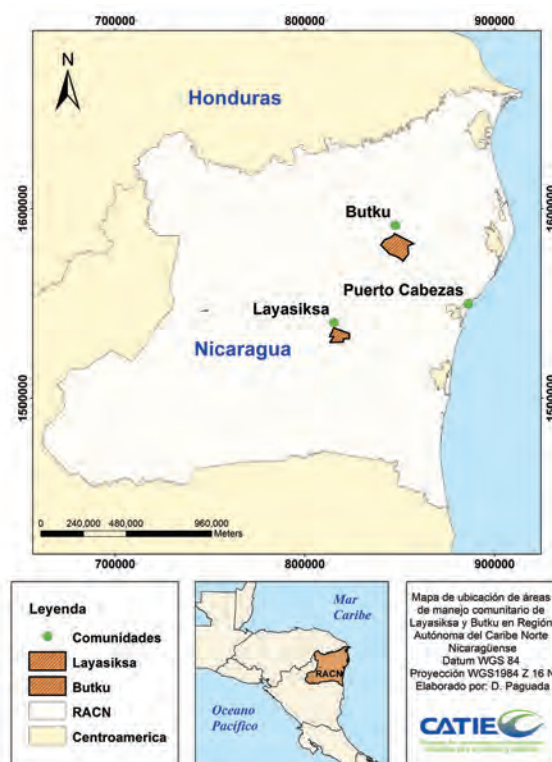 700000 800000 900000
N
Honduras
1600000
1600000
Butku
Puerto Cabezas
Layasiksa
Nicaragua
1500000
1500000
0 240,000 480,000 960,000
Meters
700000 800000 900000
Leyenda
Comunidades
Layasiksa
Butku
RACN
Centroamerica
Mar
Caribe
RACN
Oceano
Pacífico
Mapa de ubicación de áreas
de manejo comunitario de
Layasiksa y Butku en Región
Autónoma del Caribe Norte
Nicaragüense
Datum WGS 84
Proyección WGS1984 Z 16 N
Elaborado por: D. Paguada
CATIE